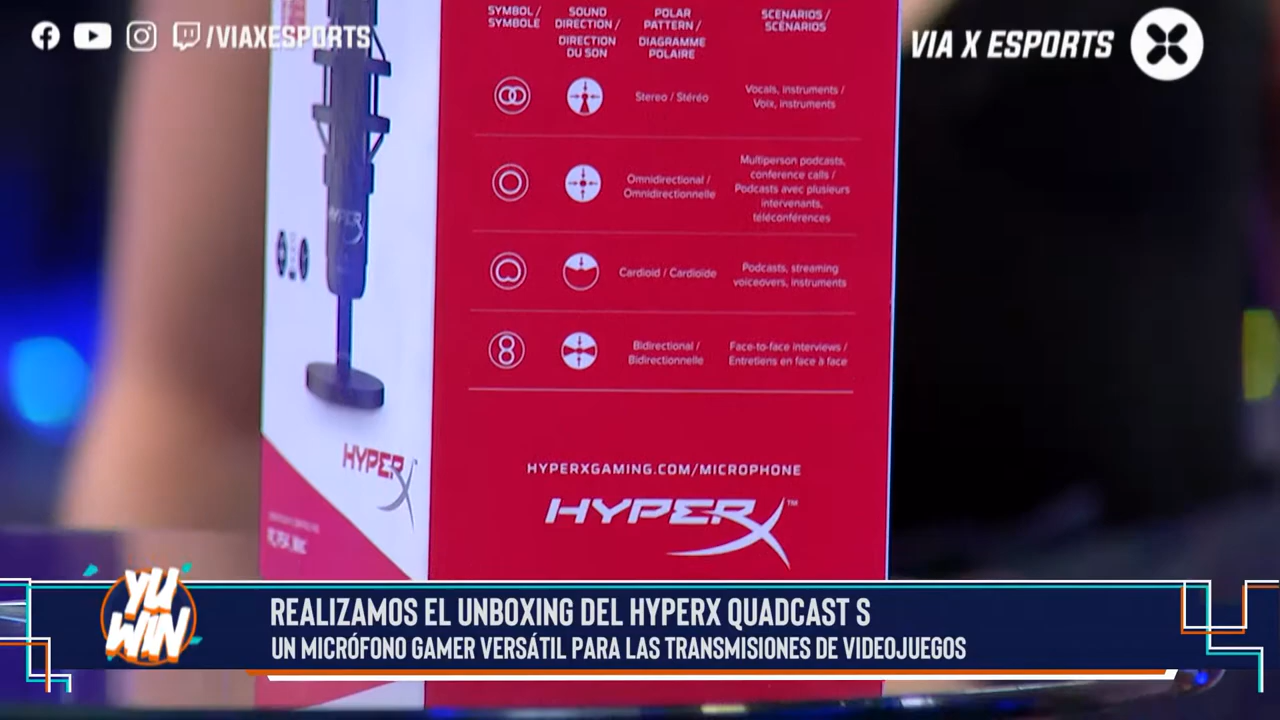 /VIAXESPORTS
VIA X ESPORTS
SYMBOL /
SYMBOLE
SOUND
DIRECTION /
DIRECTION
DU SON
POLAR
PATTERN /
DIAGRAMME
POLAIRE
SCENARIOS /
SCÉNARIOS
Stereo / Stéréo
Vocals, instruments /
Voix, instruments
Omnidirectional /
Omnidirectionnelle
Multiperson podcasts,
conference calls /
Podcasts avec plusieurs
intervenants,
téléconférences
Cardioid / Cardioïde
Podcasts, streaming
voiceovers, instruments
Bidirectional /
Bidirectionnelle
Face-to-face interviews /
Entretiens en face à face
HYPERXGAMING.COM/MICROPHONE
HYPERX™
HYPERX
HYPERX
YU
WIN
REALIZAMOS EL UNBOXING DEL HYPERX QUADCAST S
UN MICRÓFONO GAMER VERSÁTIL PARA LAS TRANSMISIONES DE VIDEOJUEGOS